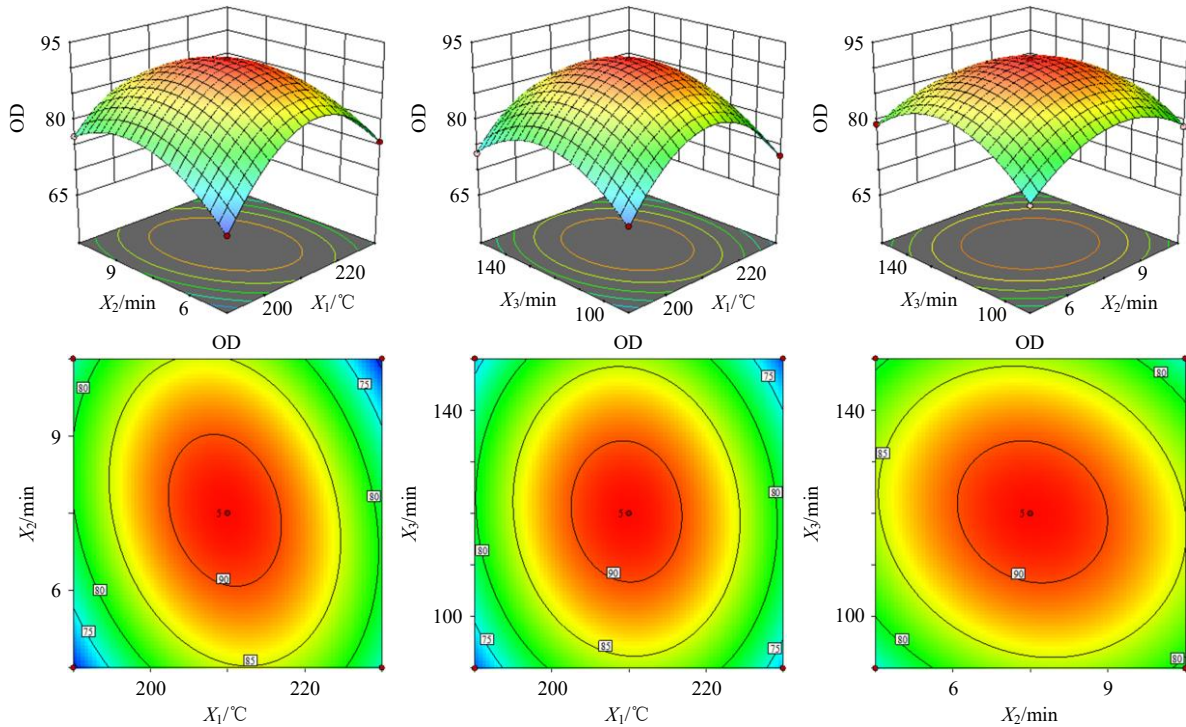 95 95 95
OD 80 OD 80 OD 80
65 65 65
9 220 140 220 140 9
X₂/min 6 200 X₁/℃ X₃/min 100 200 X₁/℃ X₃/min 100 6 X₂/min
OD OD
80 75 75 80
140 140
9 85
X₂/min 5 80 X₃/min 5 80 X₃/min 5
80
6 80 90 90 90
100 100
75 85 85 75 80 80
200 220 200 220 6 9
X₁/℃ X₁/℃ X₂/min